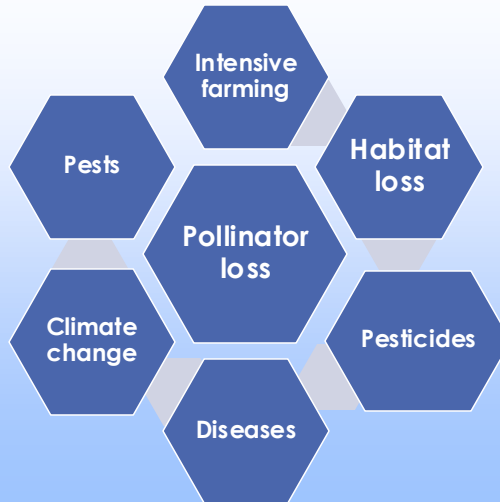 Intensive
farming
Habitat
loss
Pests
Pollinator
loss
Climate
change
Pesticides
Diseases